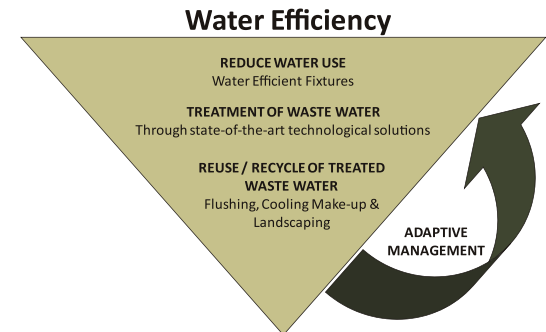 Water Efficiency
REDUCE WATER USE
Water Efficient Fixtures
TREATMENT OF WASTE WATER
Through state-of-the-art technological solutions
REUSE / RECYCLE OF TREATED
WASTE WATER
Flushing, Cooling Make-up &
Landscaping
ADAPTIVE
MANAGEMENT